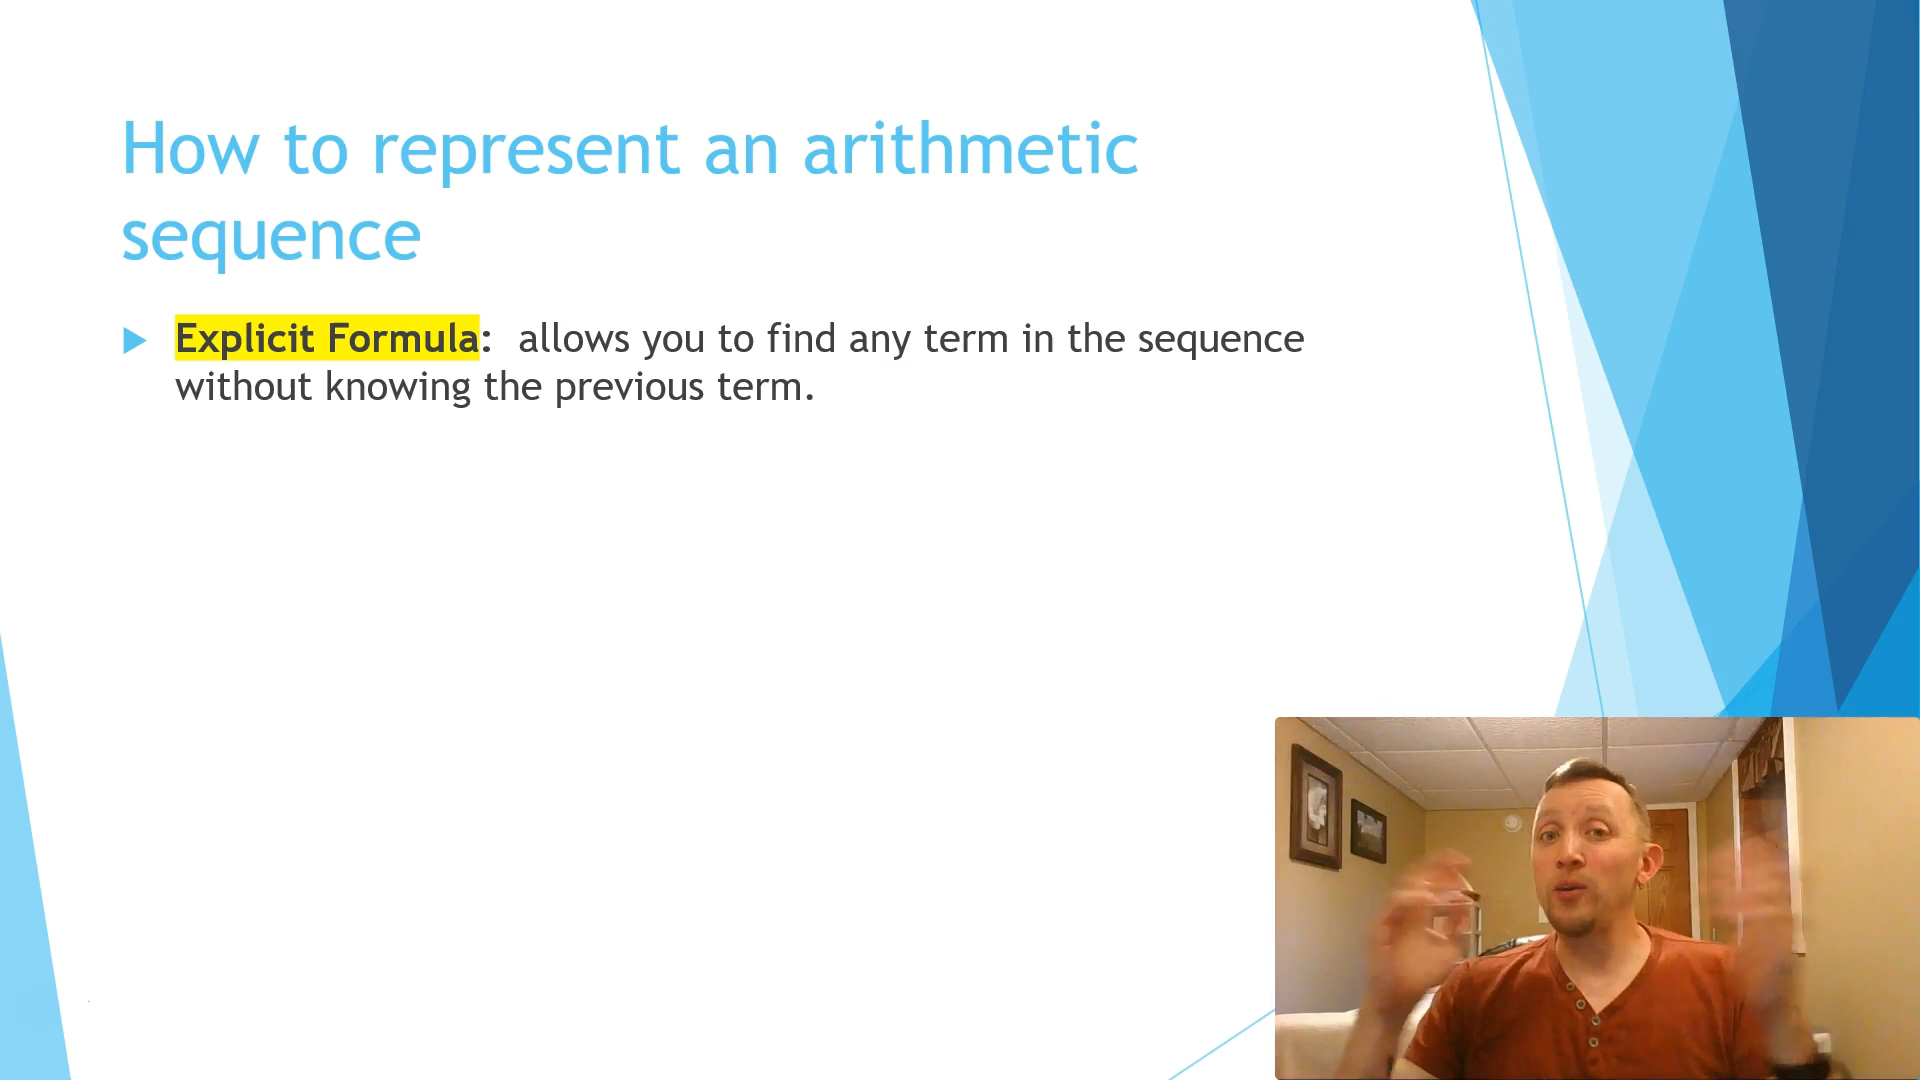 How to represent an arithmetic
sequence
Explicit Formula:  allows you to find any term in the sequence
without knowing the previous term.